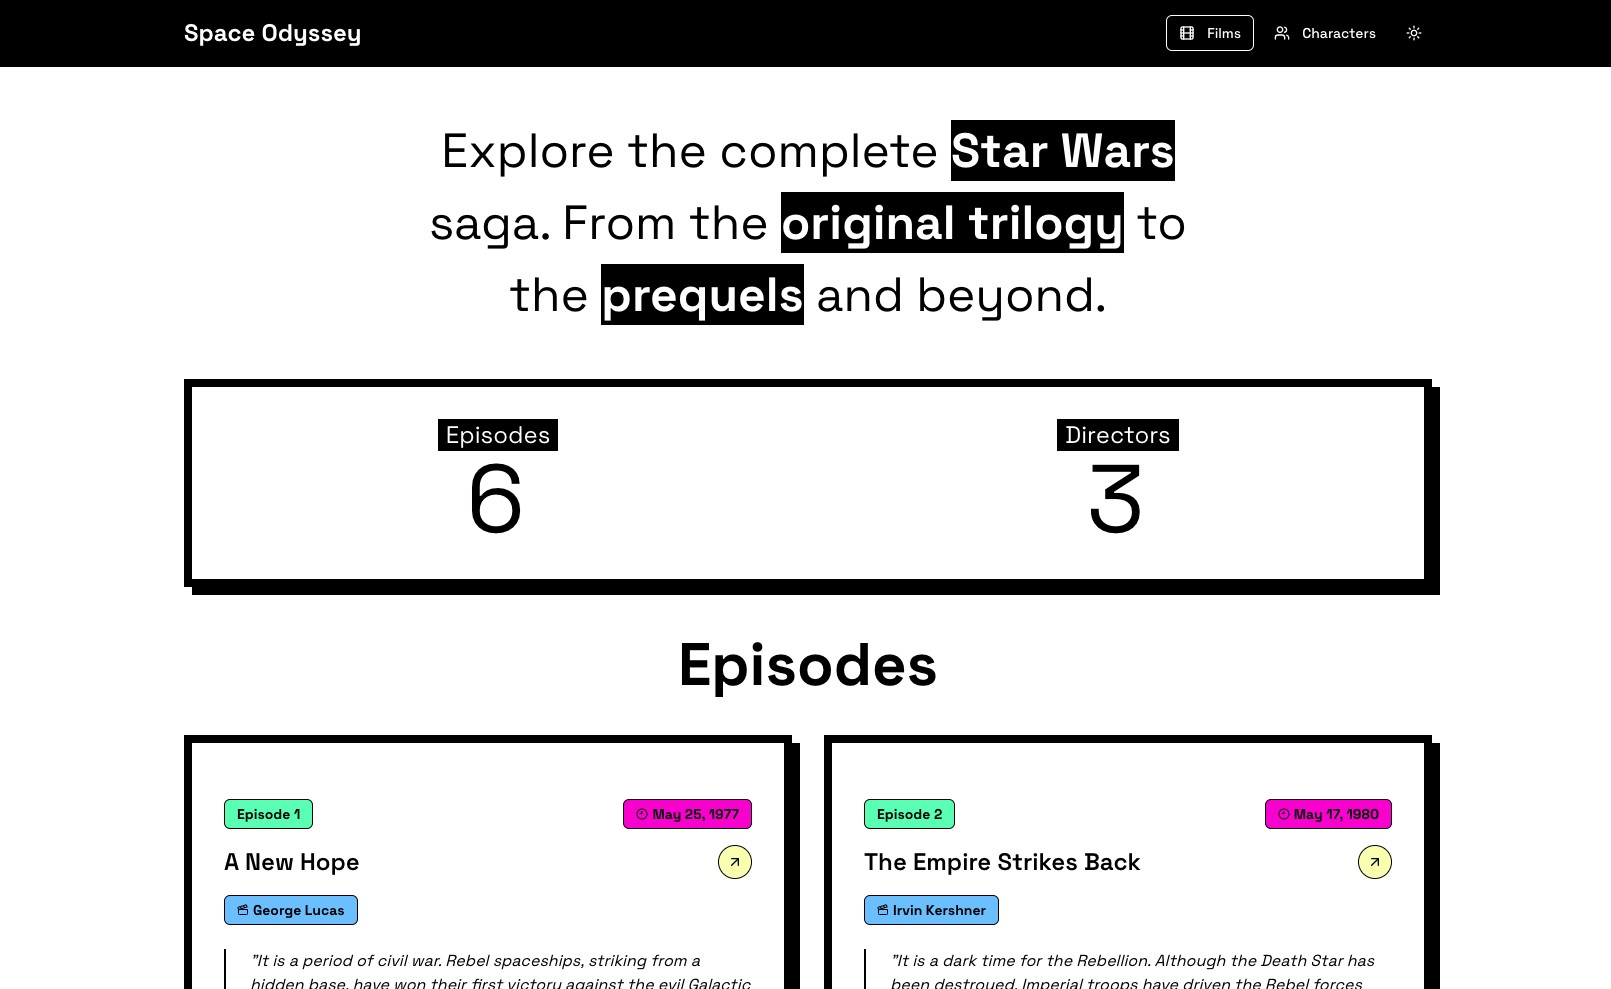 Space Odyssey
Films
Characters
Explore the complete Star Wars
saga. From the original trilogy to
the prequels and beyond.
Episodes
6
Directors
3
Episodes
Episode 1
May 25, 1977
A New Hope
George Lucas
"It is a period of civil war. Rebel spaceships, striking from a
hidden base, have won their first victory against the evil Galactic
Episode 2
May 17, 1980
The Empire Strikes Back
Irvin Kershner
"It is a dark time for the Rebellion. Although the Death Star has
been destroyed, Imperial troops have driven the Rebel forces